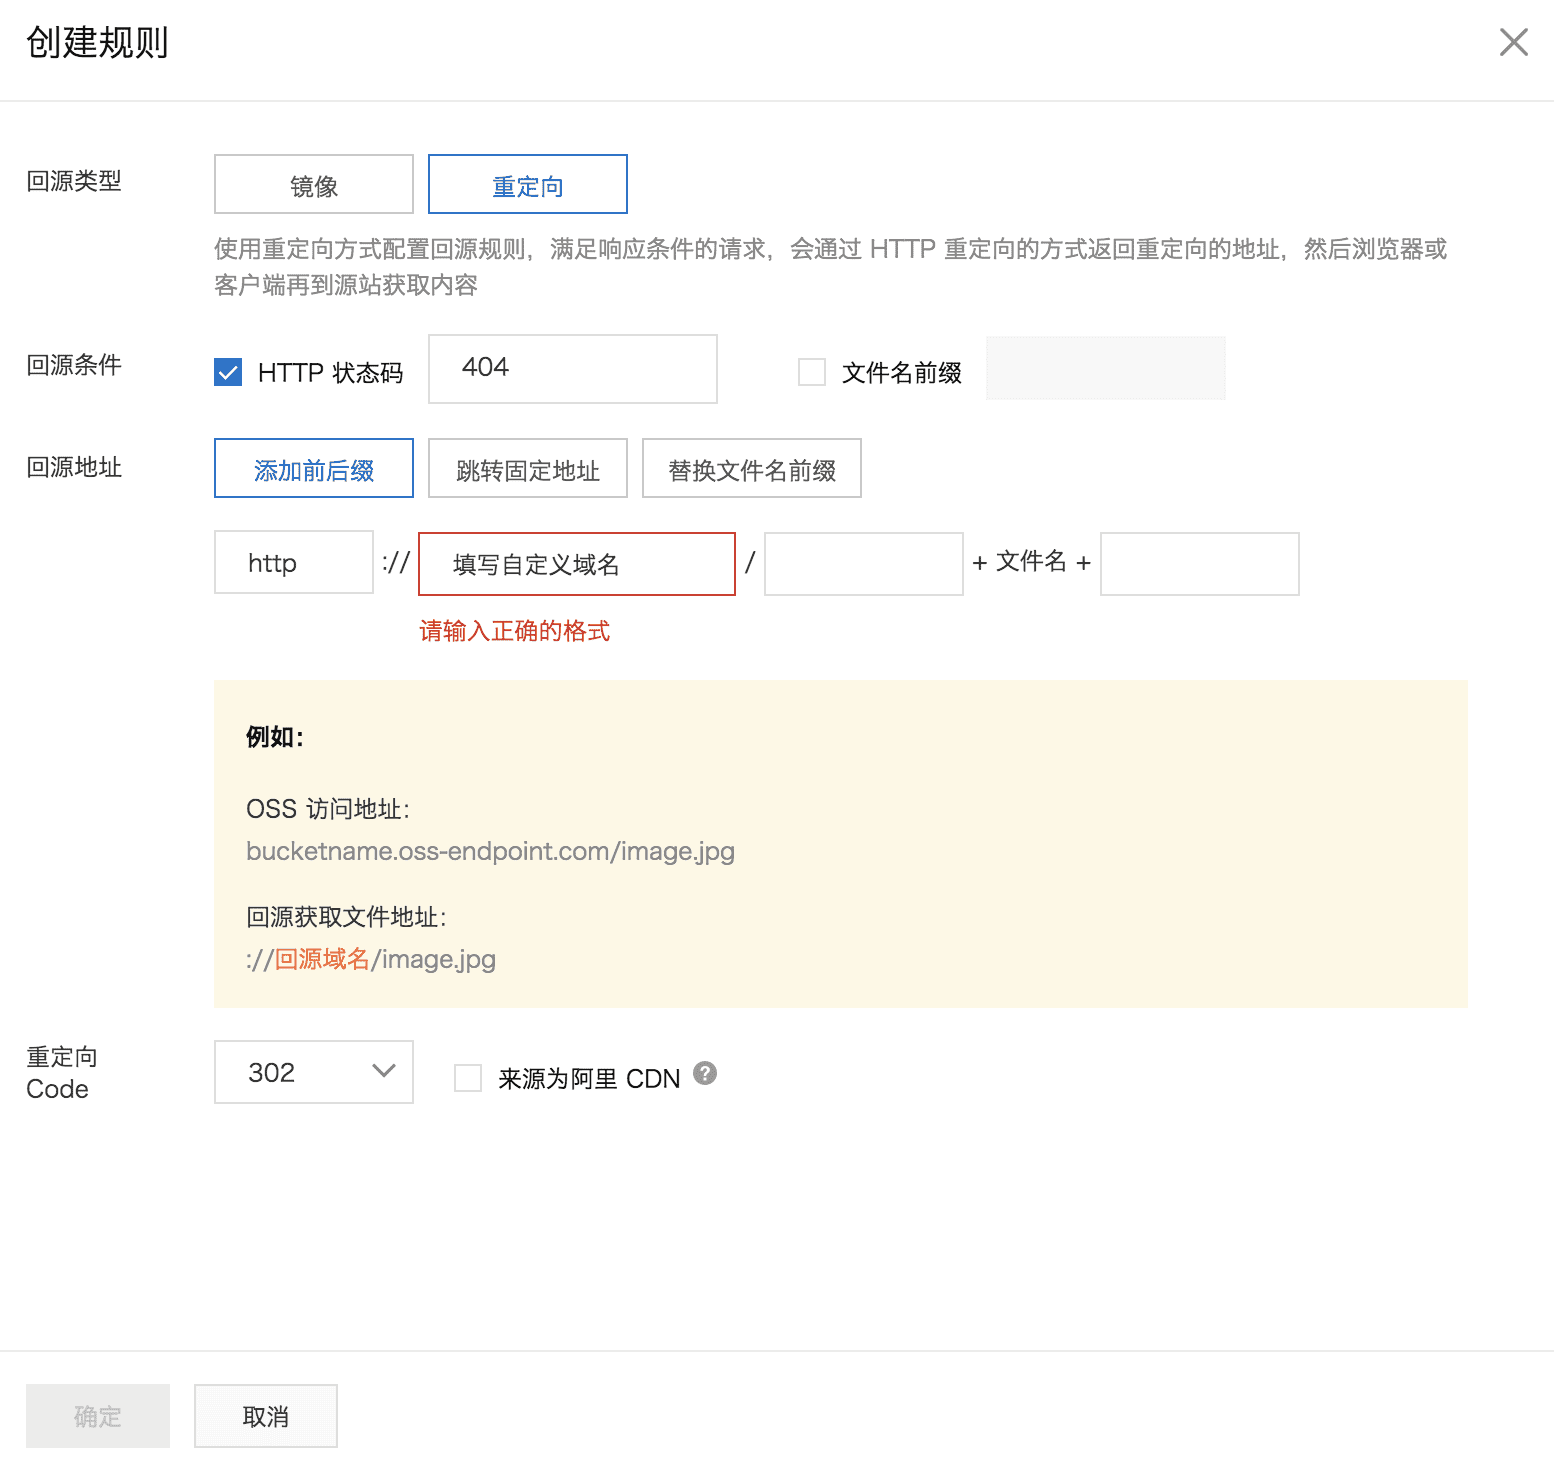 创建规则
回源类型
镜像
重定向
使用重定向方式配置回源规则，满足响应条件的请求，会通过 HTTP 重定向的方式返回重定向的地址，然后浏览器或
客户端再到源站获取内容
回源条件
HTTP 状态码
404
文件名前缀
回源地址
添加前后缀
跳转固定地址
替换文件名前缀
http :// 填写自定义域名 / + 文件名 +
请输入正确的格式
例如：
OSS 访问地址：
bucketname.oss-endpoint.com/image.jpg
回源获取文件地址：
://回源域名/image.jpg
重定向
Code
302
来源为阿里 CDN ?
确定
取消